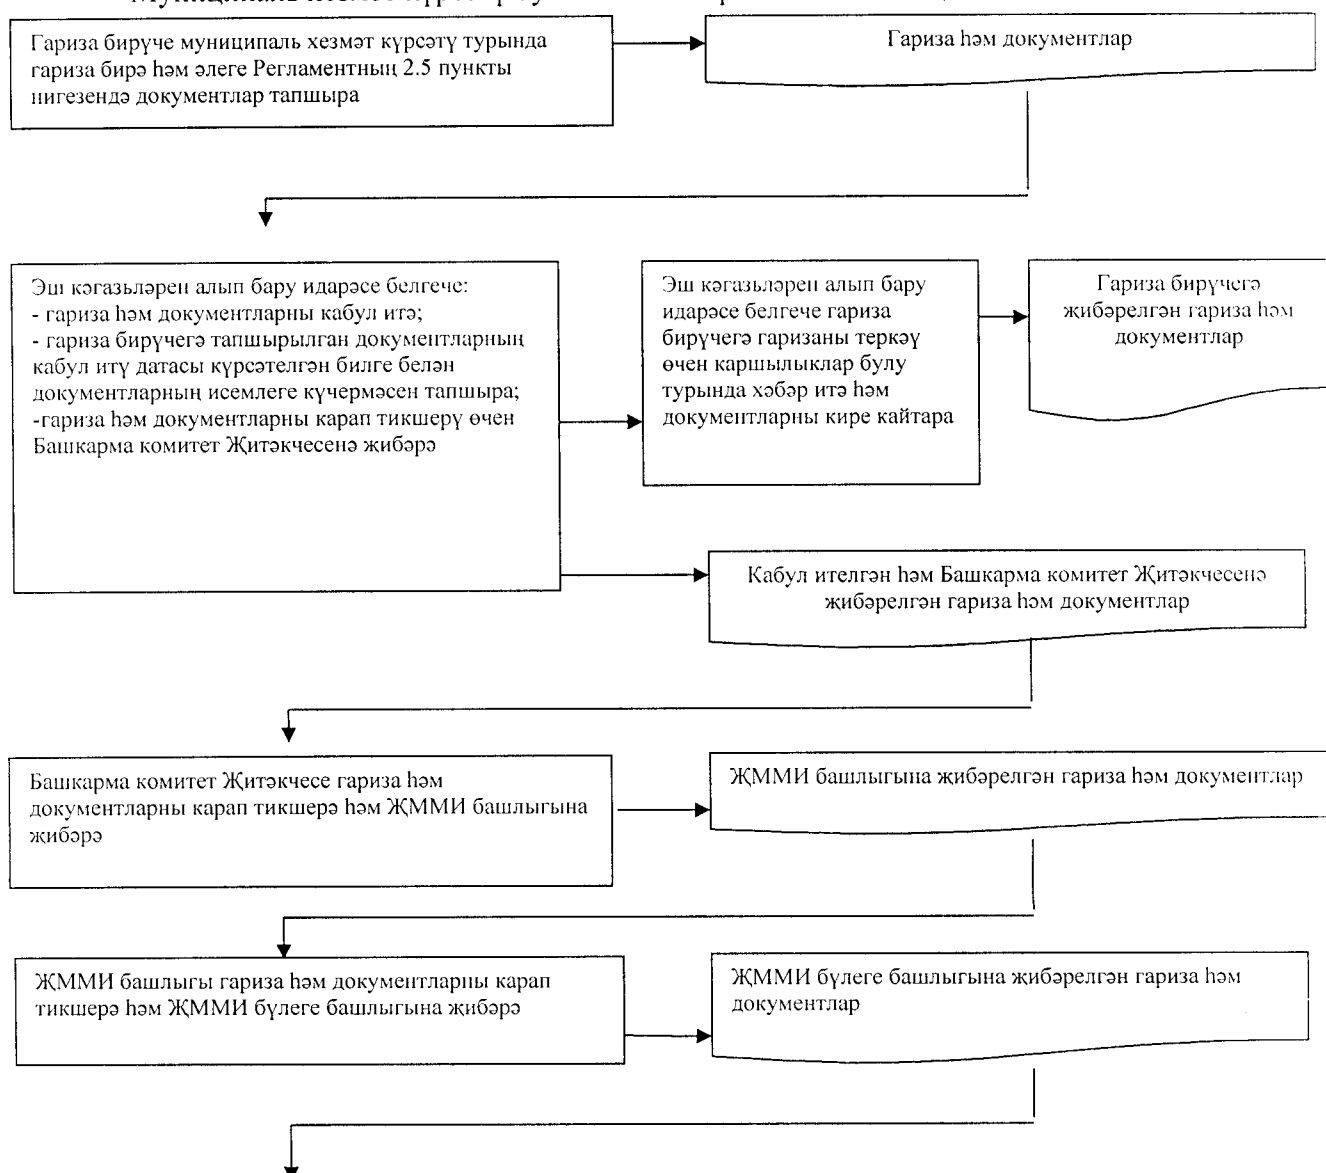 Гариза бирүче муниципаль хезмәт күрсәтү турында
гариза бирә һәм әлеге Регламентның 2.5 пункты
нигезендә документлар тапшыра
Гариза һәм документлар
Эш кәгазьләрен алып бару идарәсе белгече:
- гариза һәм документларны кабул итә;
- гариза бирүчегә тапшырылган документларның
кабул итү датасы күрсәтелгән билге белән
документларның исемлеге күчермәсен тапшыра;
-гариза һәм документларны карап тикшерү өчен
Башкарма комитет Җитәкчесенә җибәрә
Эш кәгазьләрен алып бару
идарәсе белгече гариза
бирүчегә гаризаны теркәү
өчен каршылыклар булу
турында хәбәр итә һәм
документларны кире кайтара
Гариза бирүчегә
җибәрелгән гариза һәм
документлар
Кабул ителгән һәм Башкарма комитет Җитәкчесенә
җибәрелгән гариза һәм документлар
Башкарма комитет Җитәкчесе гариза һәм
документларны карап тикшерә һәм ҖММИ башлыгына
җибәрә
ҖММИ башлыгына җибәрелгән гариза һәм документлар
ҖММИ башлыгы гариза һәм документларны карап
тикшерә һәм ҖММИ бүлеге башлыгына җибәрә
ҖММИ бүлеге башлыгына җибәрелгән гариза һәм
документлар